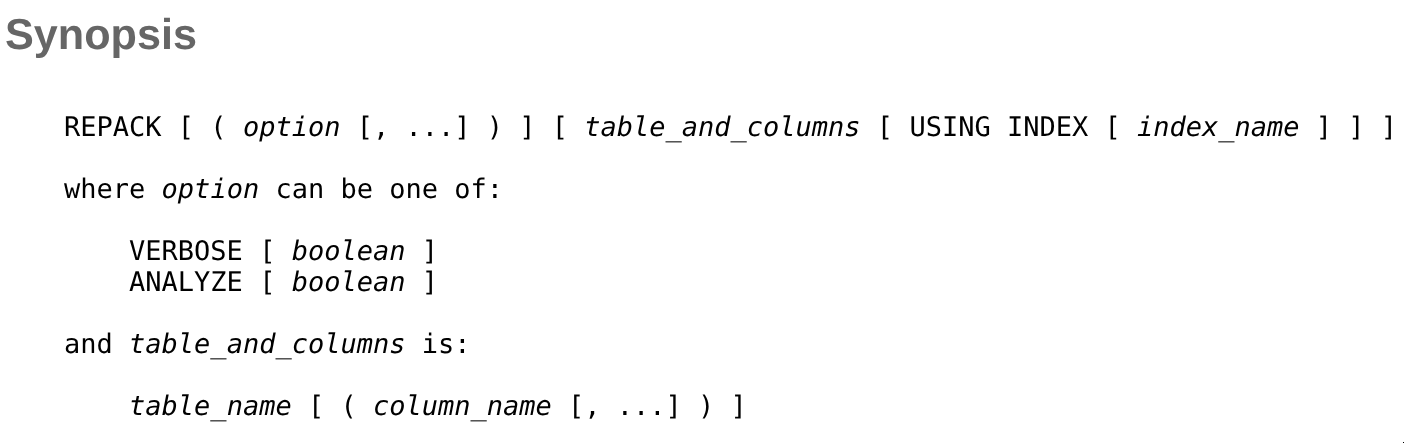 Synopsis
REPACK [ ( option [, ...] ) ] [ table_and_columns [ USING INDEX [ index_name ] ] ]
where option can be one of:
VERBOSE [ boolean ]
ANALYZE [ boolean ]
and table_and_columns is:
table_name [ ( column_name [, ...] ) ]